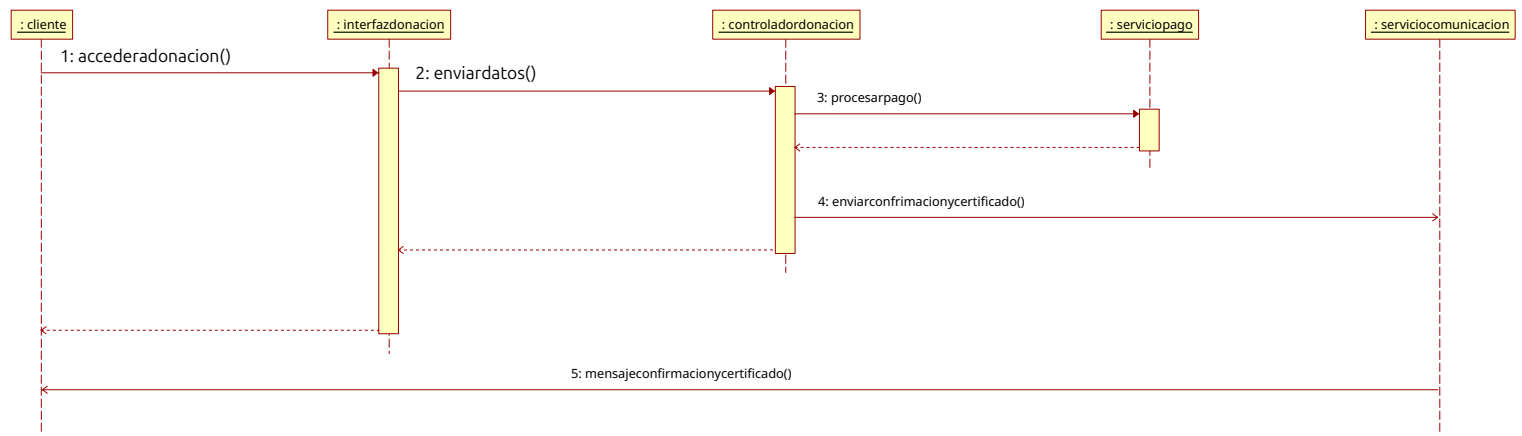 : cliente
: interfazdonacion
: controladordonacion
: serviciopago
: serviciocomunicacion
1: accederadonacion()
2: enviardatos()
3: procesarpago()
4: enviarconfrimacionycertificado()
5: mensajeconfirmacionycertificado()